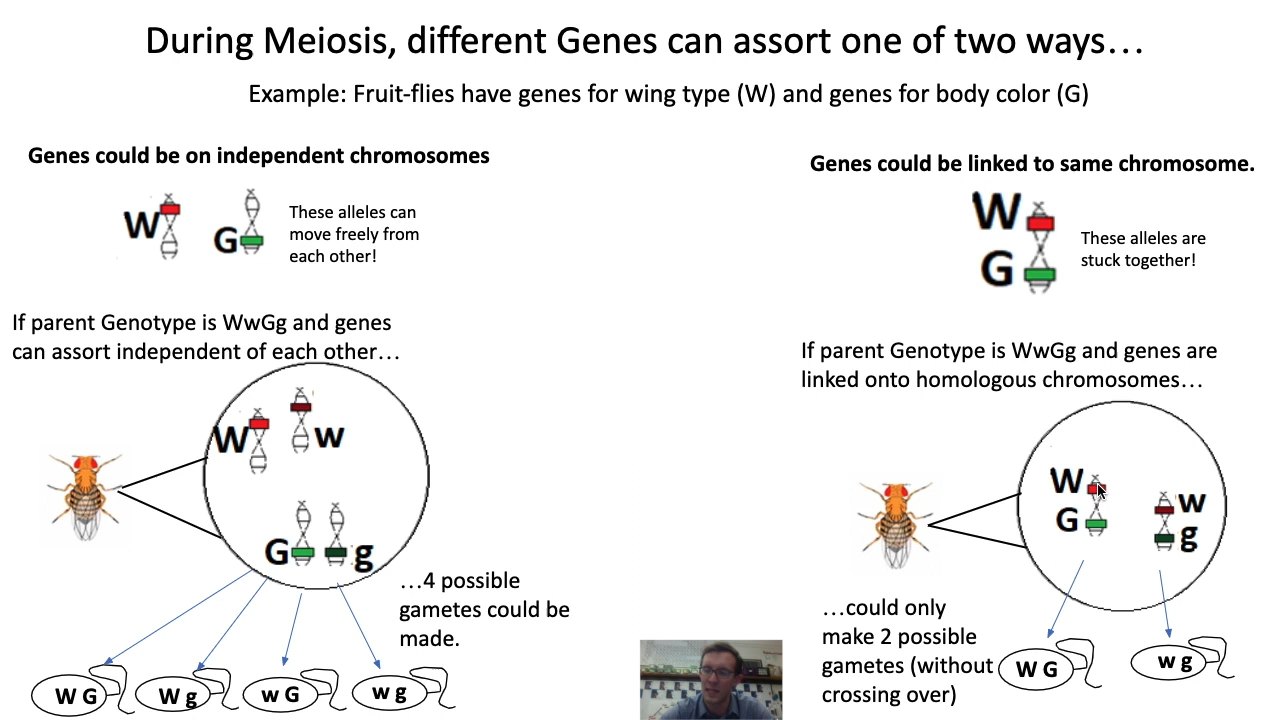 During Meiosis, different Genes can assort one of two ways…
Example: Fruit-flies have genes for wing type (W) and genes for body color (G)
Genes could be on independent chromosomes
W
G
These alleles can
move freely from
each other!
If parent Genotype is WwGg and genes
can assort independent of each other…
W
w
G
g
…4 possible
gametes could be
made.
W G
W g
w G
w g
Genes could be linked to same chromosome.
W
G
These alleles are
stuck together!
If parent Genotype is WwGg and genes are
linked onto homologous chromosomes…
W
G
w
g
…could only
make 2 possible
gametes (without
crossing over)
W G
w g